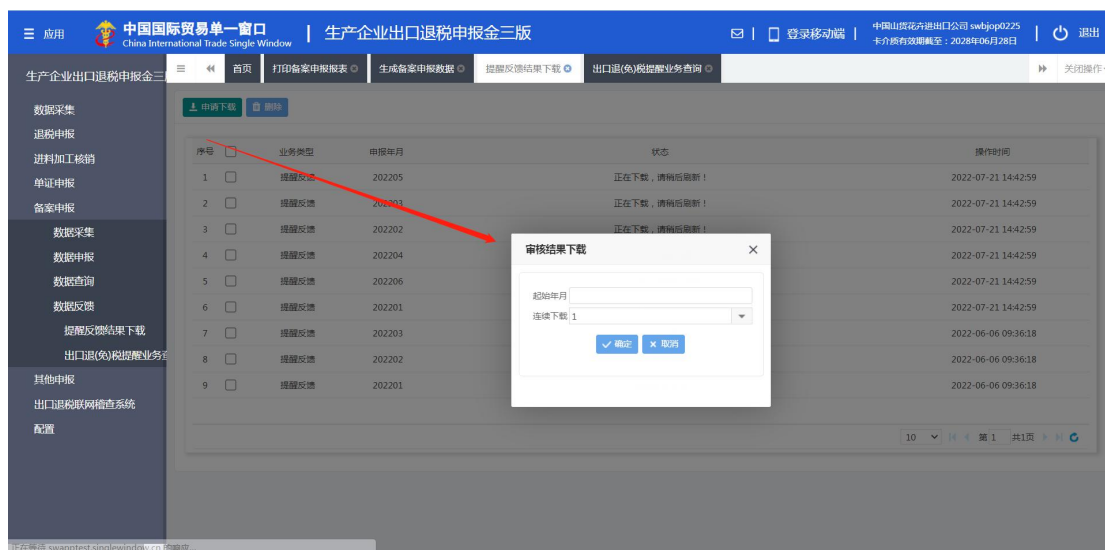 应用
中国国际贸易单一窗口
China International Trade Single Window
生产企业出口退税申报金三版
登录移动端
中国山货花卉进出口公司 swbjop0225
卡介质有效期截至：2028年06月28日
退出
生产企业出口退税申报金三
首页
打印备案申报报表
生成备案申报数据
提醒反馈结果下载
出口退(免)税提醒业务查询
关闭操作
数据采集
退税申报
进料加工核销
单证申报
备案申报
数据采集
数据申报
数据查询
数据反馈
提醒反馈结果下载
出口退(免)税提醒业务查
其他申报
出口退税联网稽查系统
配置
申请下载 删除
序号 业务类型 申报年月 状态 操作时间
1 提醒反馈 202205 正在下载，请稍后刷新！ 2022-07-21 14:42:59
2 提醒反馈 202203 正在下载，请稍后刷新！ 2022-07-21 14:42:59
3 提醒反馈 202202 正在下载，请稍后刷新！ 2022-07-21 14:42:59
4 提醒反馈 202204 2022-07-21 14:42:59
5 提醒反馈 202206 2022-07-21 14:42:59
6 提醒反馈 202201 2022-07-21 14:42:59
7 提醒反馈 202203 2022-06-06 09:36:18
8 提醒反馈 202202 2022-06-06 09:36:18
9 提醒反馈 202201 2022-06-06 09:36:18
审核结果下载
起始年月
连续下载 1
确定 取消
10 第 1 共1页
正在等待 swapptest.singlewindow.cn 的响应...